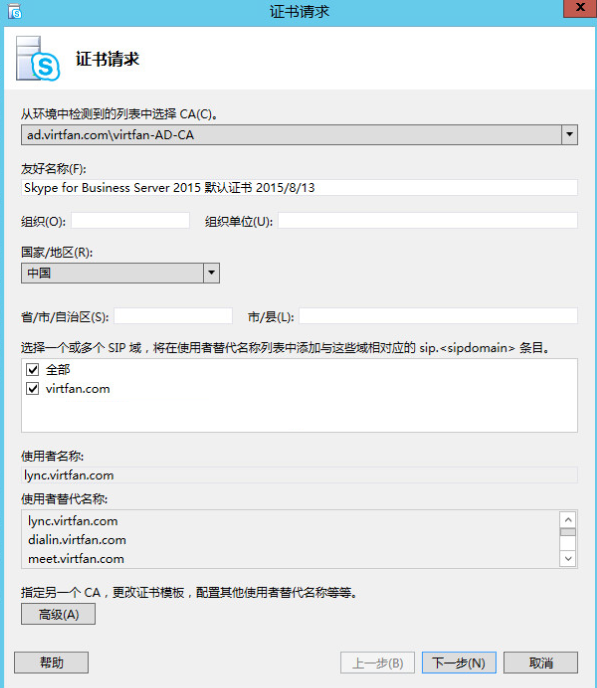 证书请求
证书请求
从环境中检测到的列表中选择 CA(C)。
ad.virtfan.com\virtfan-AD-CA
友好名称(F):
Skype for Business Server 2015 默认证书 2015/8/13
组织(O): 组织单位(U):
国家/地区(R):
中国
省/市/自治区(S): 市/县(L):
选择一个或多个 SIP 域，将在使用者替代名称列表中添加与这些域相对应的 sip.<sipdomain> 条目。
全部
virtfan.com
使用者名称:
lync.virtfan.com
使用者替代名称:
lync.virtfan.com
dialin.virtfan.com
meet.virtfan.com
指定另一个 CA，更改证书模板，配置其他使用者替代名称等等。
高级(A)
帮助 上一步(B) 下一步(N) 取消